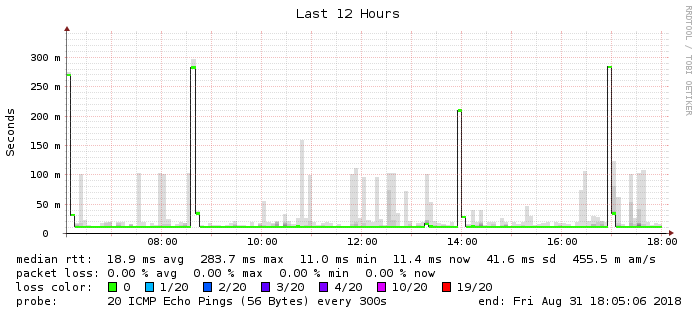 Last 12 Hours
RRDTOOL / TOBI OETIKER
Seconds
300 m
250 m
200 m
150 m
100 m
50 m
0
08:00 10:00 12:00 14:00 16:00 18:00
median rtt: 18.9 ms avg 283.7 ms max 11.0 ms min 11.4 ms now 41.6 ms sd 455.5 m am/s
packet loss: 0.00 % avg 0.00 % max 0.00 % min 0.00 % now
loss color: 0 1/20 2/20 3/20 4/20 10/20 19/20
probe: 20 ICMP Echo Pings (56 Bytes) every 300s end: Fri Aug 31 18:05:06 2018